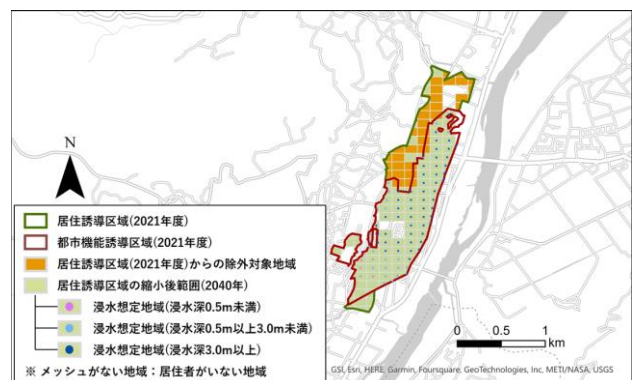 N
居住誘導区域(2021年度)
都市機能誘導区域(2021年度)
居住誘導区域(2021年度)からの除外対象地域
居住誘導区域の縮小後範囲(2040年)
浸水想定地域(浸水深0.5m未満)
浸水想定地域(浸水深0.5m以上3.0m未満)
浸水想定地域(浸水深3.0m以上)
※ メッシュがない地域：居住者がいない地域
0 0.5 1
km
GSI, Esri, HERE, Garmin, Foursquare, GeoTechnologies, Inc, METI/NASA, USGS